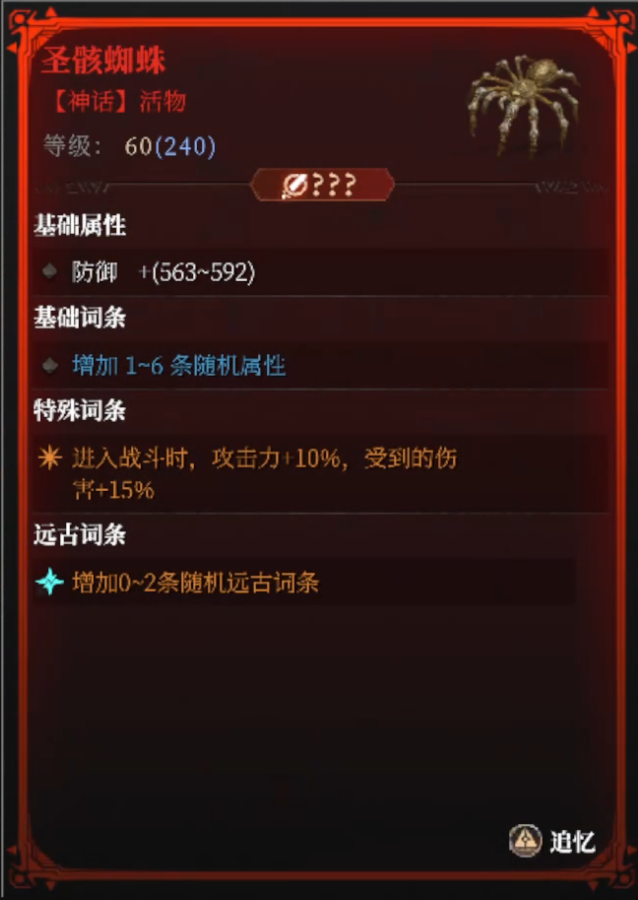 圣骸蜘蛛
【神话】活物
等级： 60(240)
???
基础属性
防御 +(563~592)
基础词条
增加 1~6 条随机属性
特殊词条
进入战斗时，攻击力+10%，受到的伤
害+15%
远古词条
增加0~2条随机远古词条
追忆